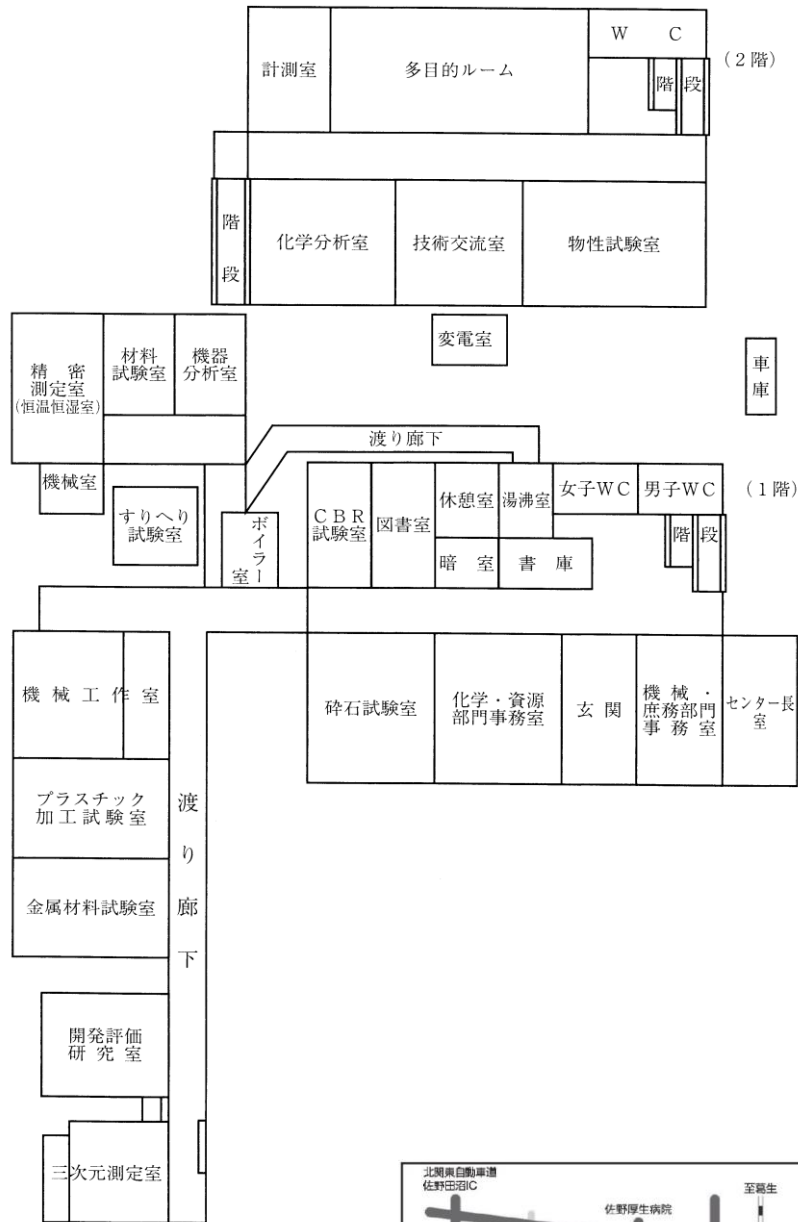 W C
（2階）
計測室
多目的ルーム
階段
階段
化学分析室
技術交流室
物性試験室
変電室
車庫
精密
測定室
(恒温恒湿室)
材料
試験室
機器
分析室
渡り廊下
機械室
すりへり
試験室
ボイラー室
CBR
試験室
図書室
休憩室
湯沸室
女子WC
男子WC
（1階）
暗室
書庫
階段
機械工作室
砕石試験室
化学・資源
部門事務室
玄関
機械・
庶務部門
事務室
センター長
室
プラスチック
加工試験室
渡り廊下
金属材料試験室
開発評価
研究室
三次元測定室
北関東自動車道
佐野田沼IC
佐野厚生病院
至葛生